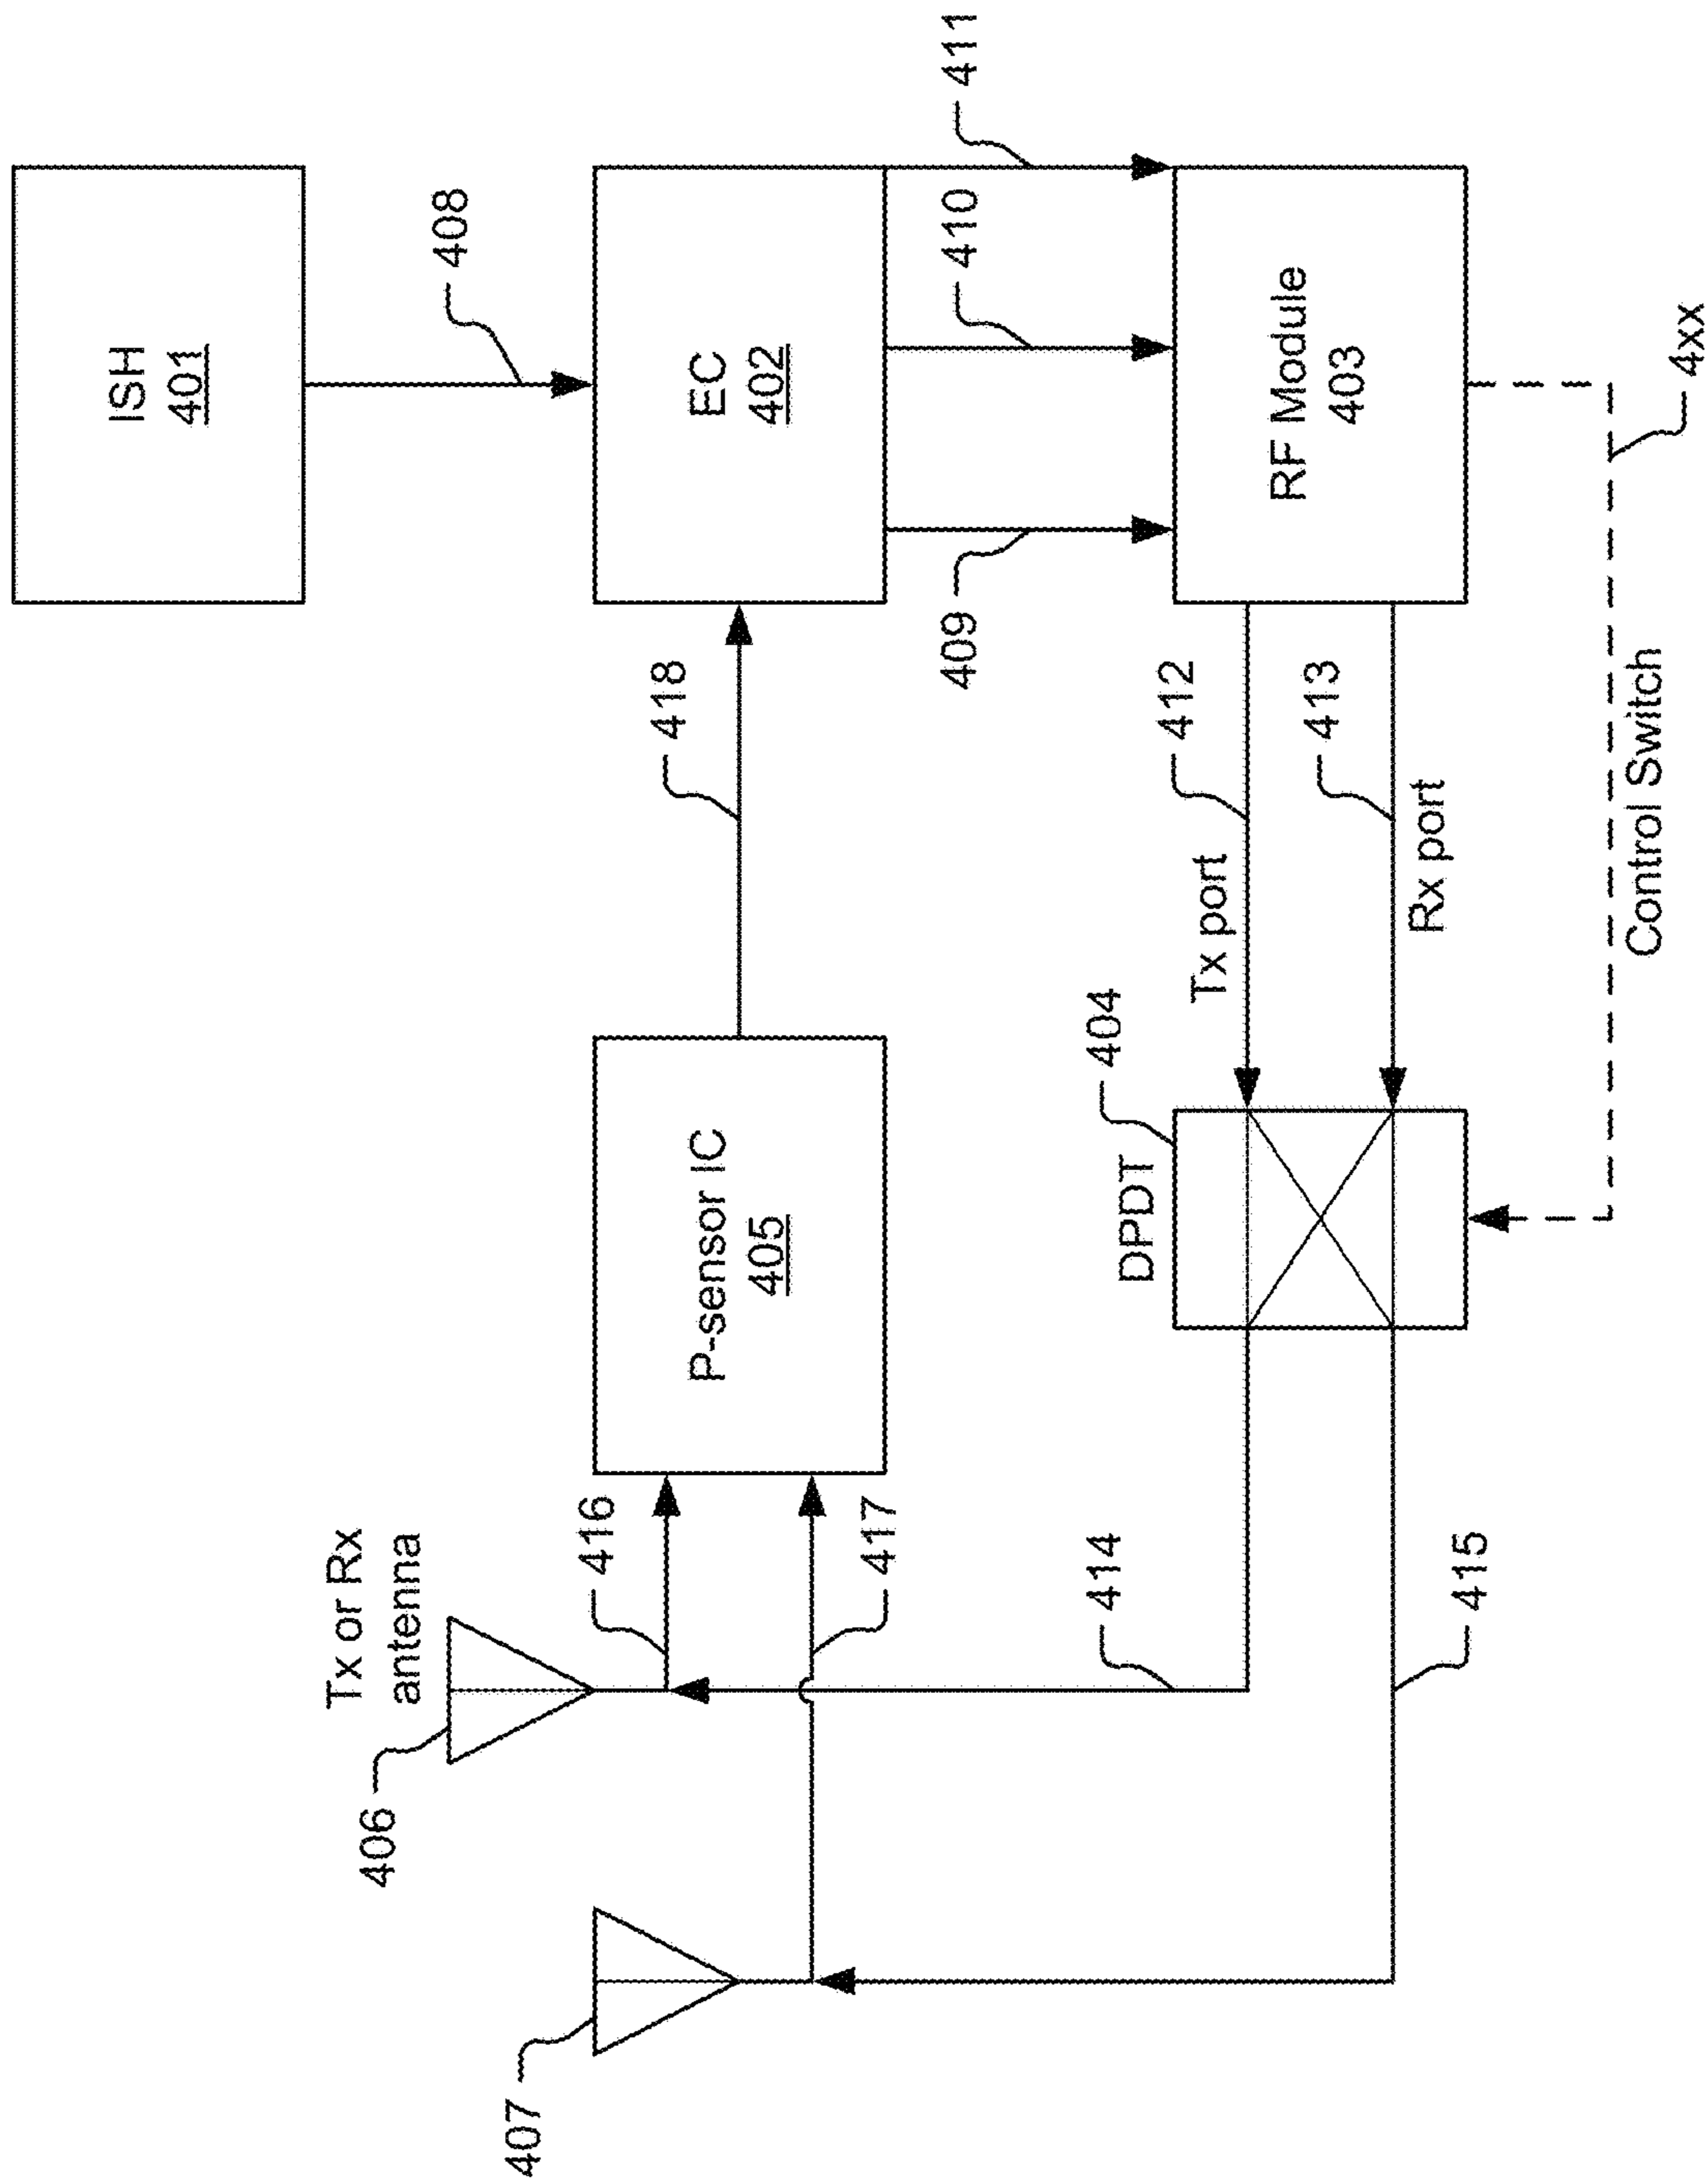 ISH
401
408
EC
402
409
410
411
RF Module
403
418
P-sensor IC
405
Tx or Rx
antenna
406
407
416
417
412
Tx port
413
Rx port
404
DPDT
414
415
Control Switch
4xx